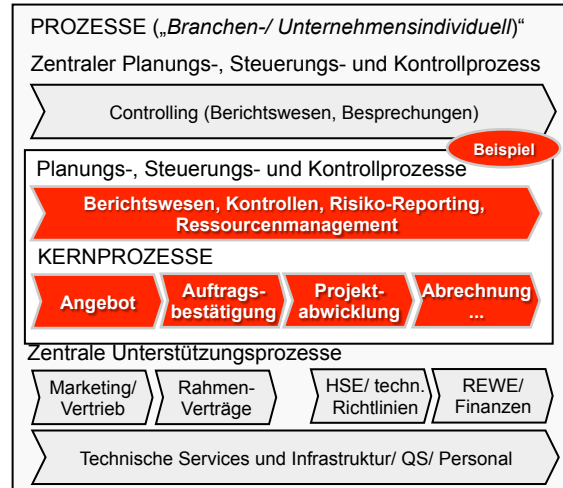 PROZESSE („Branchen-/ Unternehmensindividuell)“
Zentraler Planungs-, Steuerungs- und Kontrollprozess
Controlling (Berichtswesen, Besprechungen)
Beispiel
Planungs-, Steuerungs- und Kontrollprozesse
Berichtswesen, Kontrollen, Risiko-Reporting,
Ressourcenmanagement
KERNPROZESSE
Angebot
Auftrags-
bestätigung
Projekt-
abwicklung
Abrechnung
...
Zentrale Unterstützungsprozesse
Marketing/
Vertrieb
Rahmen-
Verträge
HSE/ techn.
Richtlinien
REWE/
Finanzen
Technische Services und Infrastruktur/ QS/ Personal